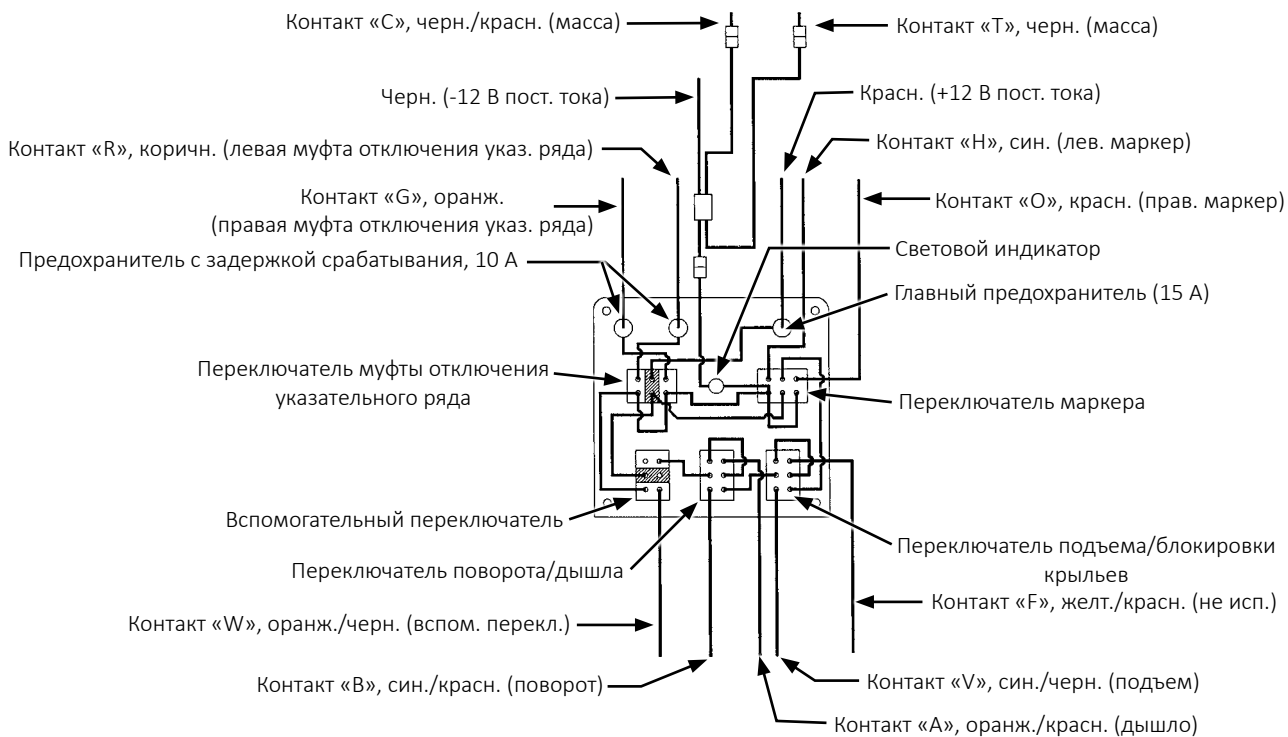 Контакт «C», черн./красн. (масса)
Контакт «T», черн. (масса)
Черн. (-12 В пост. тока)
Красн. (+12 В пост. тока)
Контакт «R», коричн. (левая муфта отключения указ. ряда)
Контакт «H», син. (лев. маркер)
Контакт «G», оранж.
(правая муфта отключения указ. ряда)
Контакт «O», красн. (прав. маркер)
Световой индикатор
Предохранитель с задержкой срабатывания, 10 А
Главный предохранитель (15 А)
Переключатель муфты отключения
указательного ряда
Переключатель маркера
Вспомогательный переключатель
Переключатель подъема/блокировки
крыльев
Переключатель поворота/дышла
Контакт «F», желт./красн. (не исп.)
Контакт «W», оранж./черн. (вспом. перекл.)
Контакт «B», син./красн. (поворот)
Контакт «V», син./черн. (подъем)
Контакт «A», оранж./красн. (дышло)